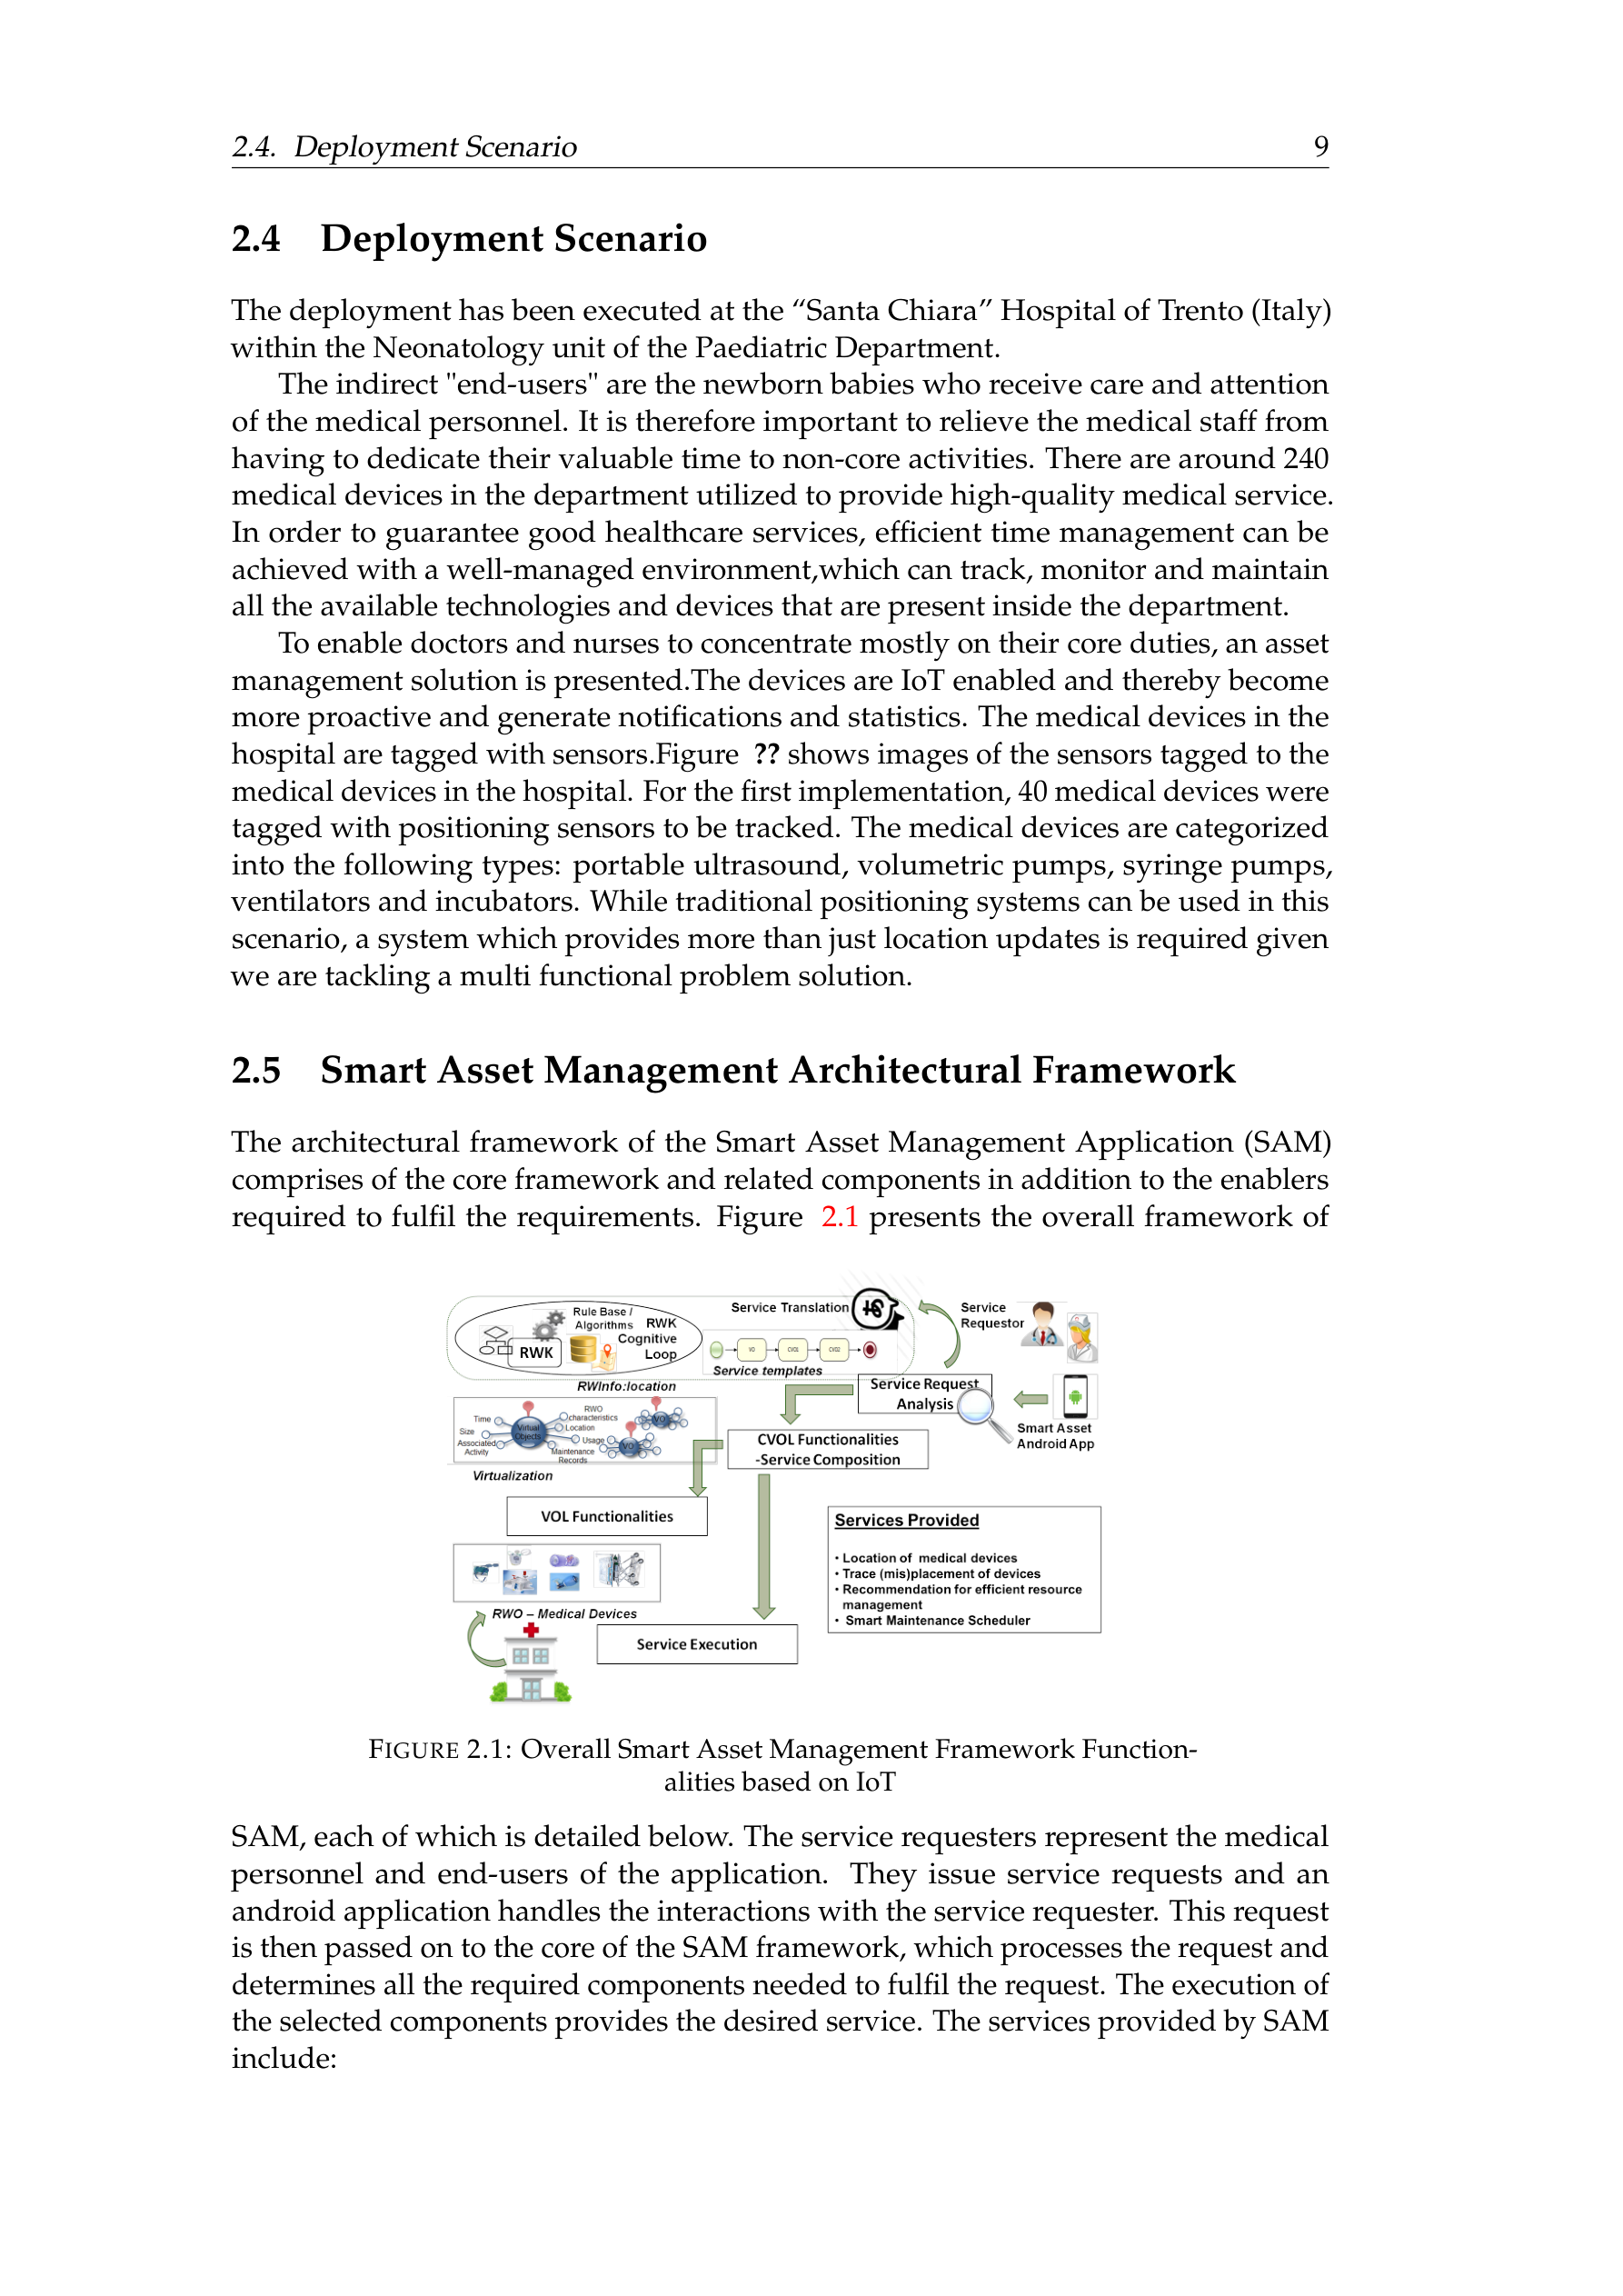 2.4. Deployment Scenario 9
2.4 Deployment Scenario
The deployment has been executed at the “Santa Chiara” Hospital of Trento (Italy)
within the Neonatology unit of the Paediatric Department.
The indirect "end-users" are the newborn babies who receive care and attention
of the medical personnel. It is therefore important to relieve the medical staff from
having to dedicate their valuable time to non-core activities. There are around 240
medical devices in the department utilized to provide high-quality medical service.
In order to guarantee good healthcare services, efficient time management can be
achieved with a well-managed environment,which can track, monitor and maintain
all the available technologies and devices that are present inside the department.
To enable doctors and nurses to concentrate mostly on their core duties, an asset
management solution is presented.The devices are IoT enabled and thereby become
more proactive and generate notifications and statistics. The medical devices in the
hospital are tagged with sensors.Figure ?? shows images of the sensors tagged to the
medical devices in the hospital. For the first implementation, 40 medical devices were
tagged with positioning sensors to be tracked. The medical devices are categorized
into the following types: portable ultrasound, volumetric pumps, syringe pumps,
ventilators and incubators. While traditional positioning systems can be used in this
scenario, a system which provides more than just location updates is required given
we are tackling a multi functional problem solution.
2.5 Smart Asset Management Architectural Framework
The architectural framework of the Smart Asset Management Application (SAM)
comprises of the core framework and related components in addition to the enablers
required to fulfil the requirements. Figure 2.1 presents the overall framework of
Rule Base /
Algorithms
RWK
Cognitive
Loop
RWK
Service Translation
VO
CVO1
CVO2
Service templates
Service
Requestor
RWInfo:location
Service Request
Analysis
Smart Asset
Android App
Time
Size
Associated
Activity
Virtual
Objects
RWO
characteristics
Location
Usage
Maintenance
Records
VO
VO
Virtualization
CVOL Functionalities
-Service Composition
VOL Functionalities
RWO – Medical Devices
Service Execution
Services Provided
• Location of medical devices
• Trace (mis)placement of devices
• Recommendation for efficient resource
management
• Smart Maintenance Scheduler
FIGURE 2.1: Overall Smart Asset Management Framework Function-
alities based on IoT
SAM, each of which is detailed below. The service requesters represent the medical
personnel and end-users of the application. They issue service requests and an
android application handles the interactions with the service requester. This request
is then passed on to the core of the SAM framework, which processes the request and
determines all the required components needed to fulfil the request. The execution of
the selected components provides the desired service. The services provided by SAM
include: